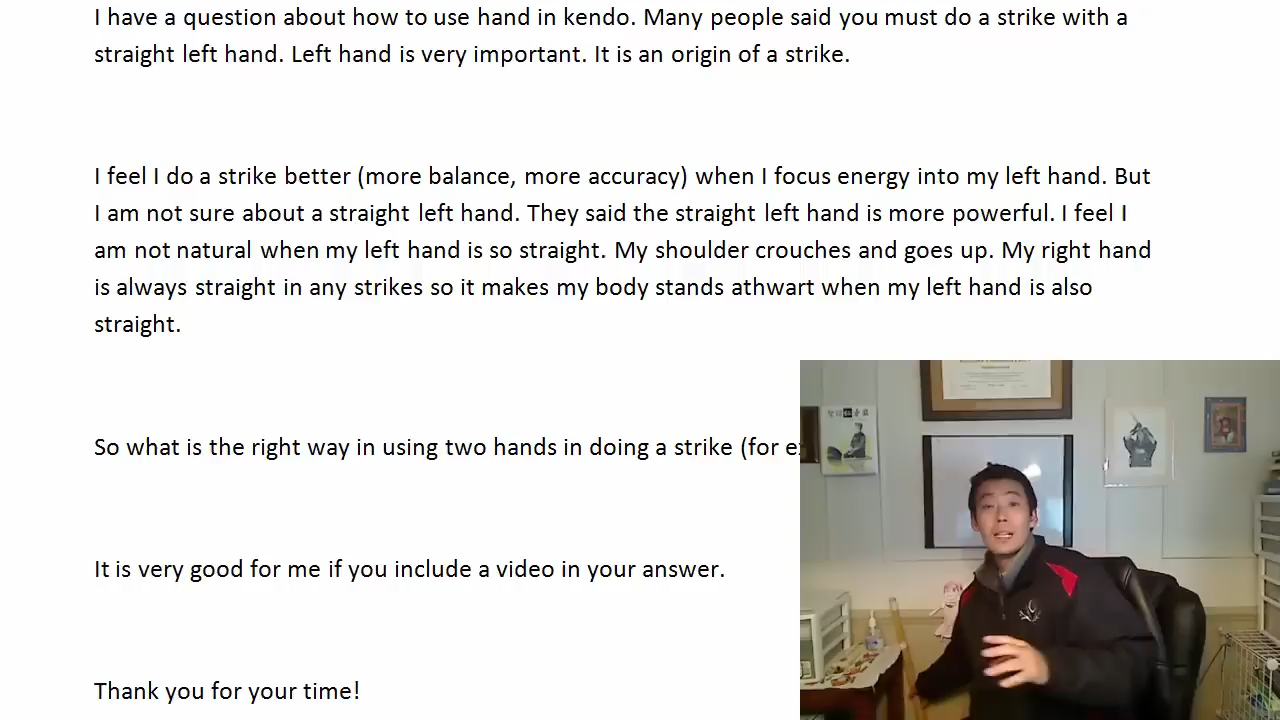 I have a question about how to use hand in kendo. Many people said you must do a strike with a
straight left hand. Left hand is very important. It is an origin of a strike.
I feel I do a strike better (more balance, more accuracy) when I focus energy into my left hand. But
I am not sure about a straight left hand. They said the straight left hand is more powerful. I feel I
am not natural when my left hand is so straight. My shoulder crouches and goes up. My right hand
is always straight in any strikes so it makes my body stands athwart when my left hand is also
straight.
So what is the right way in using two hands in doing a strike (for
It is very good for me if you include a video in your answer.
Thank you for your time!